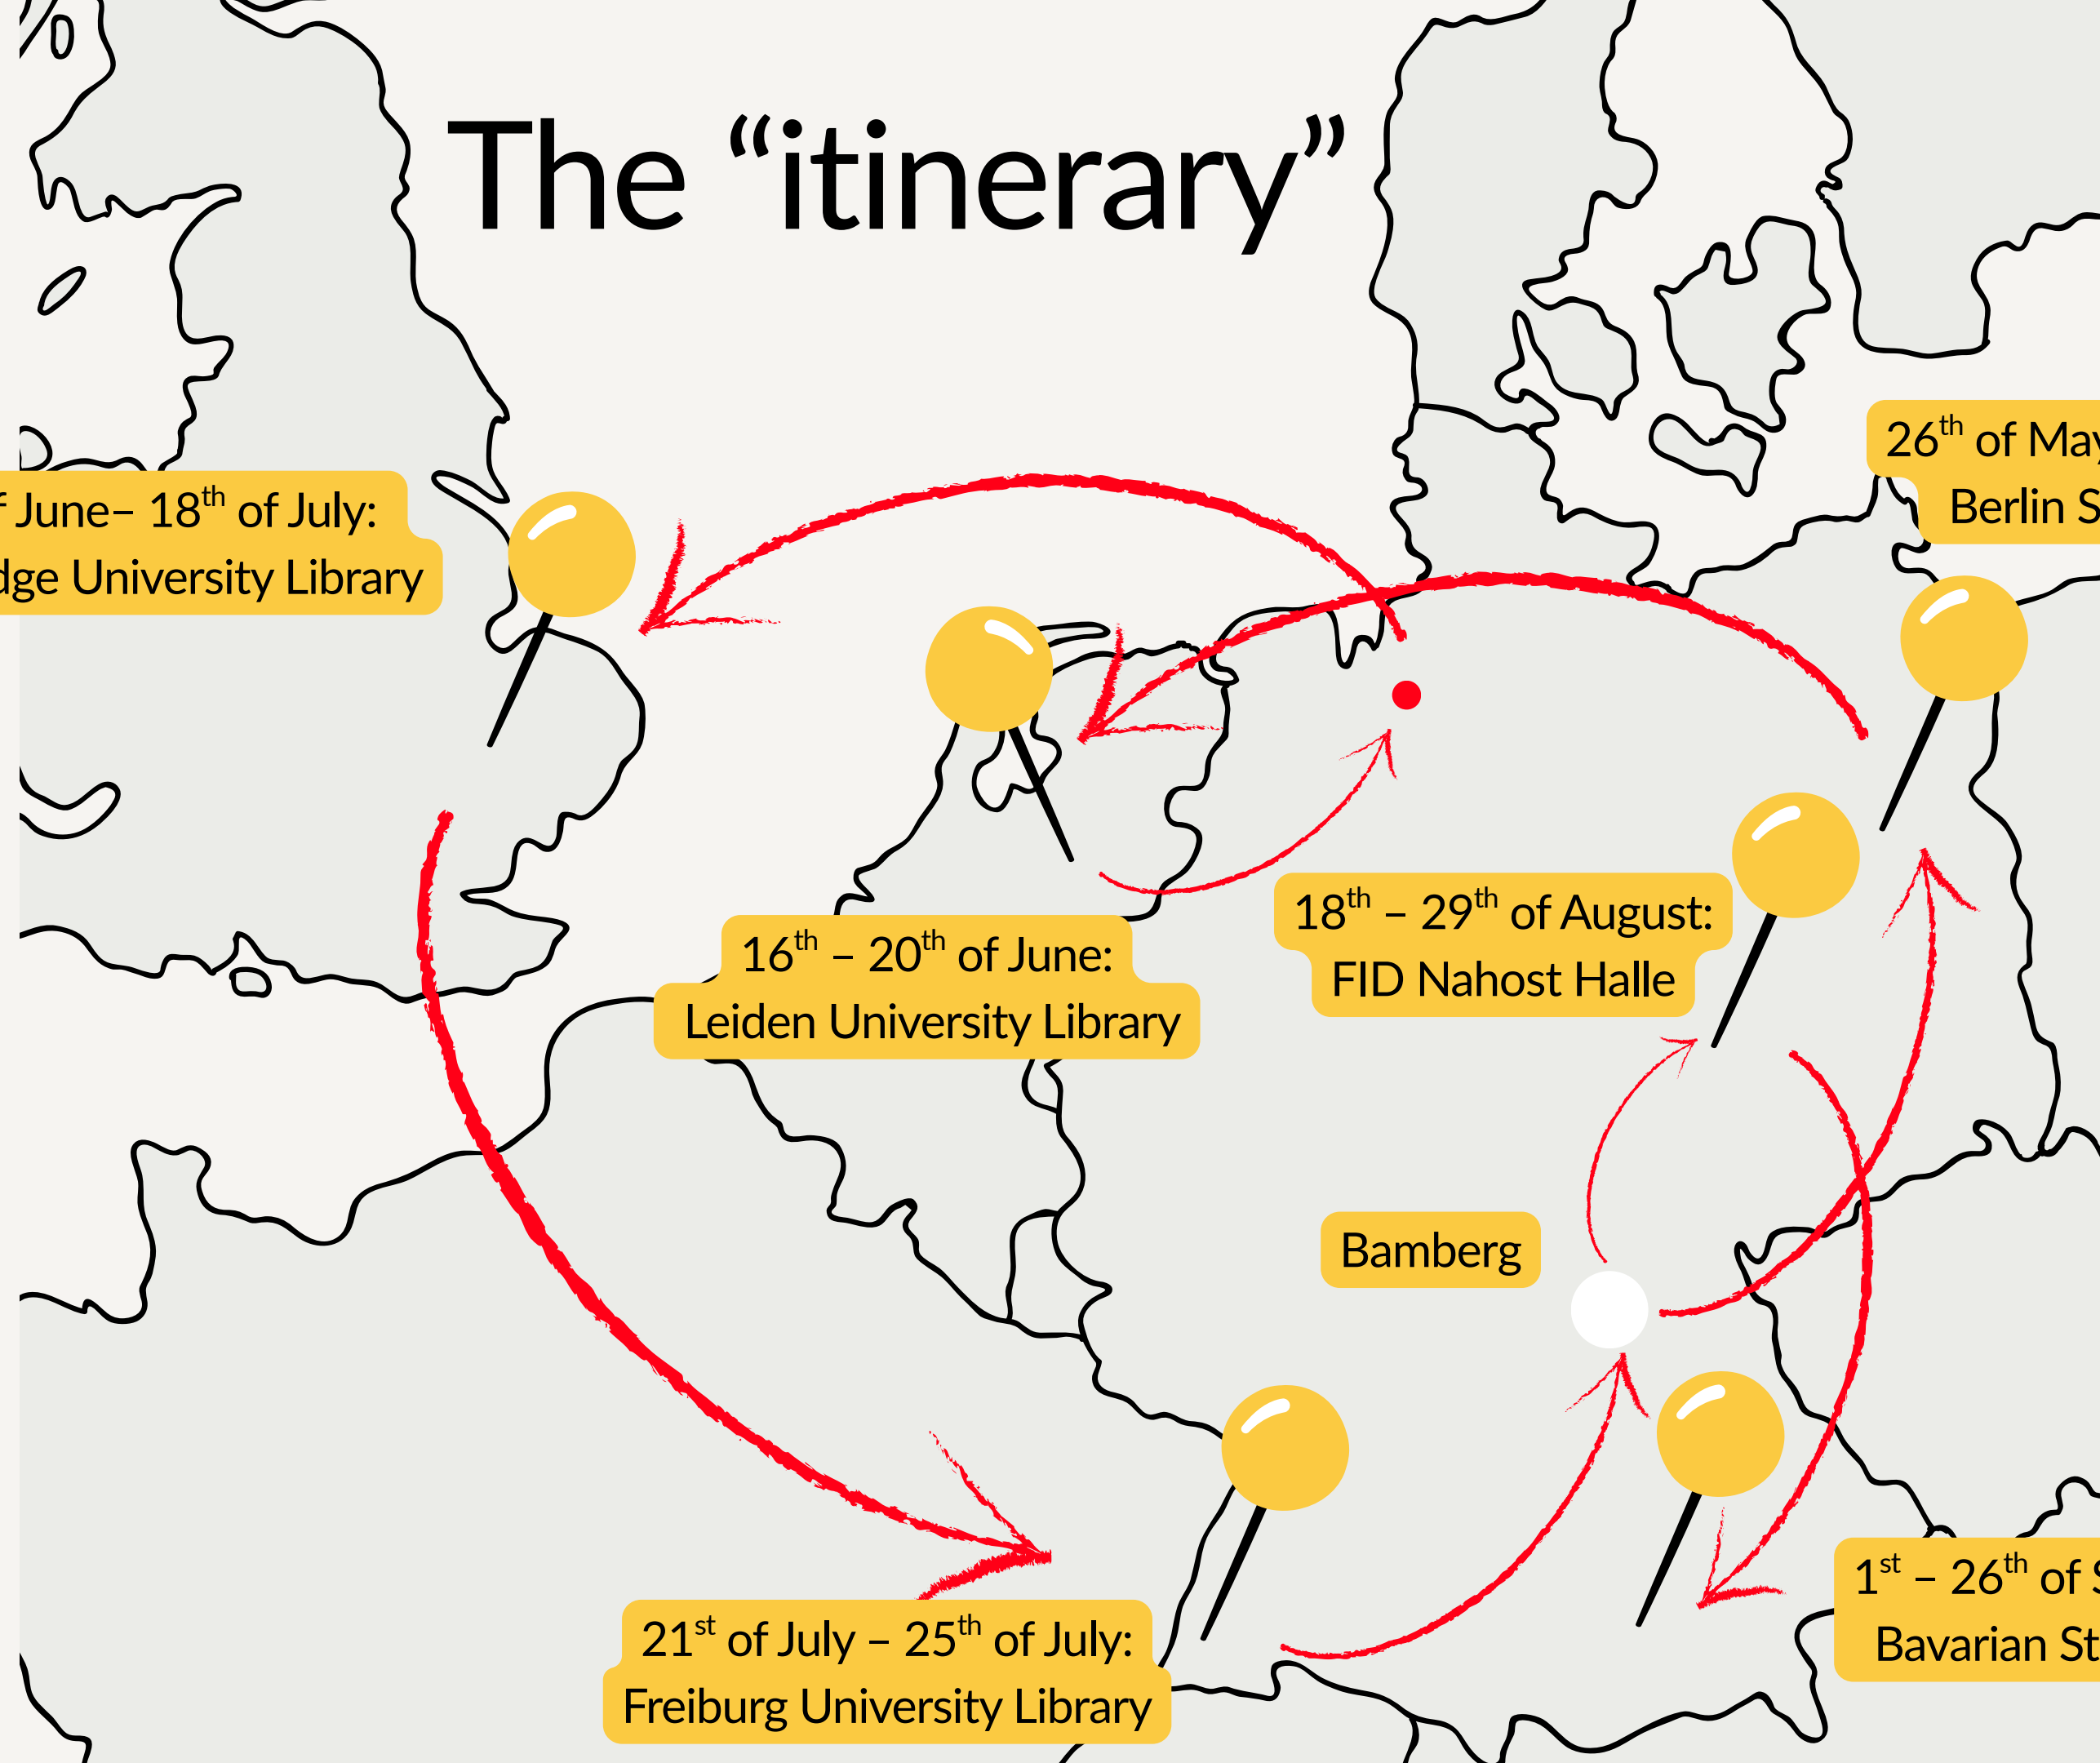 The “itinerary”
26th of May
Berlin S
June– 18th of July:
University Library
16th – 20th of June:
Leiden University Library
18th – 29th of August:
FID Nahost Halle
Bamberg
1st – 26th of
Bavarian St
21st of July – 25th of July:
Freiburg University Library